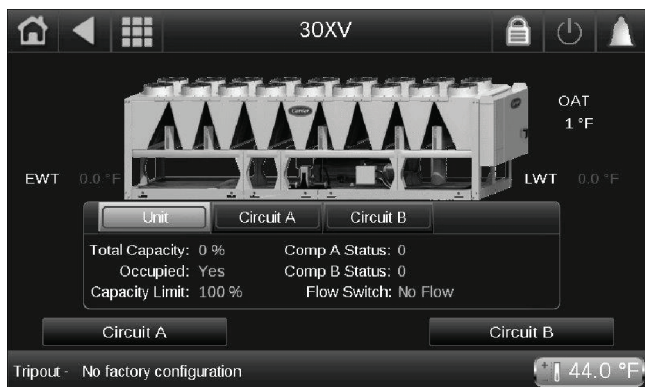 30XV
OAT
1 °F
EWT 0.0 °F
LWT 0.0 °F
Unit Circuit A Circuit B
Total Capacity: 0 % Comp A Status: 0
Occupied: Yes Comp B Status: 0
Capacity Limit: 100 % Flow Switch: No Flow
Circuit A Circuit B
Tripout - No factory configuration 44.0 °F